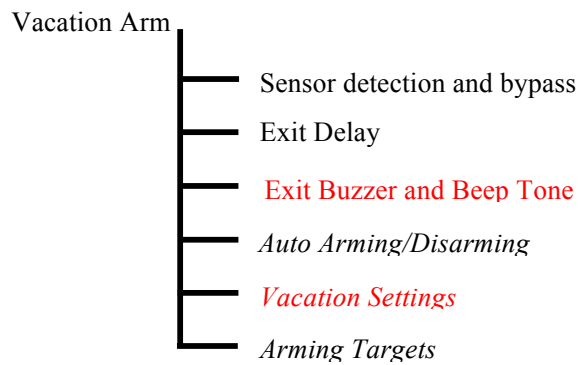 Vacation Arm
Sensor detection and bypass
Exit Delay
Exit Buzzer and Beep Tone
Auto Arming/Disarming
Vacation Settings
Arming Targets